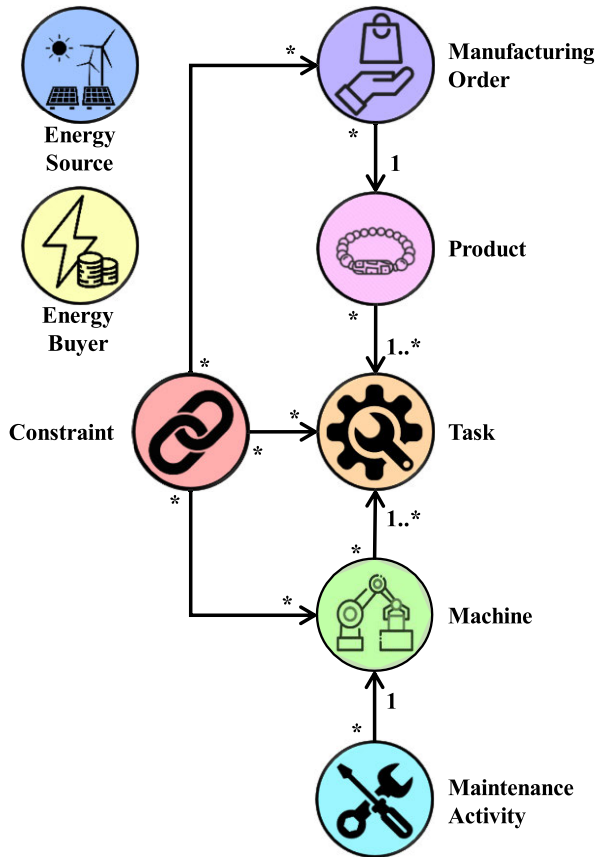 Energy
Source
Energy
Buyer
*
Manufacturing
Order
*
1
Product
*
1..*
*
Constraint
*
*
*
Task
*
1..*
*
*
Machine
1
*
Maintenance
Activity